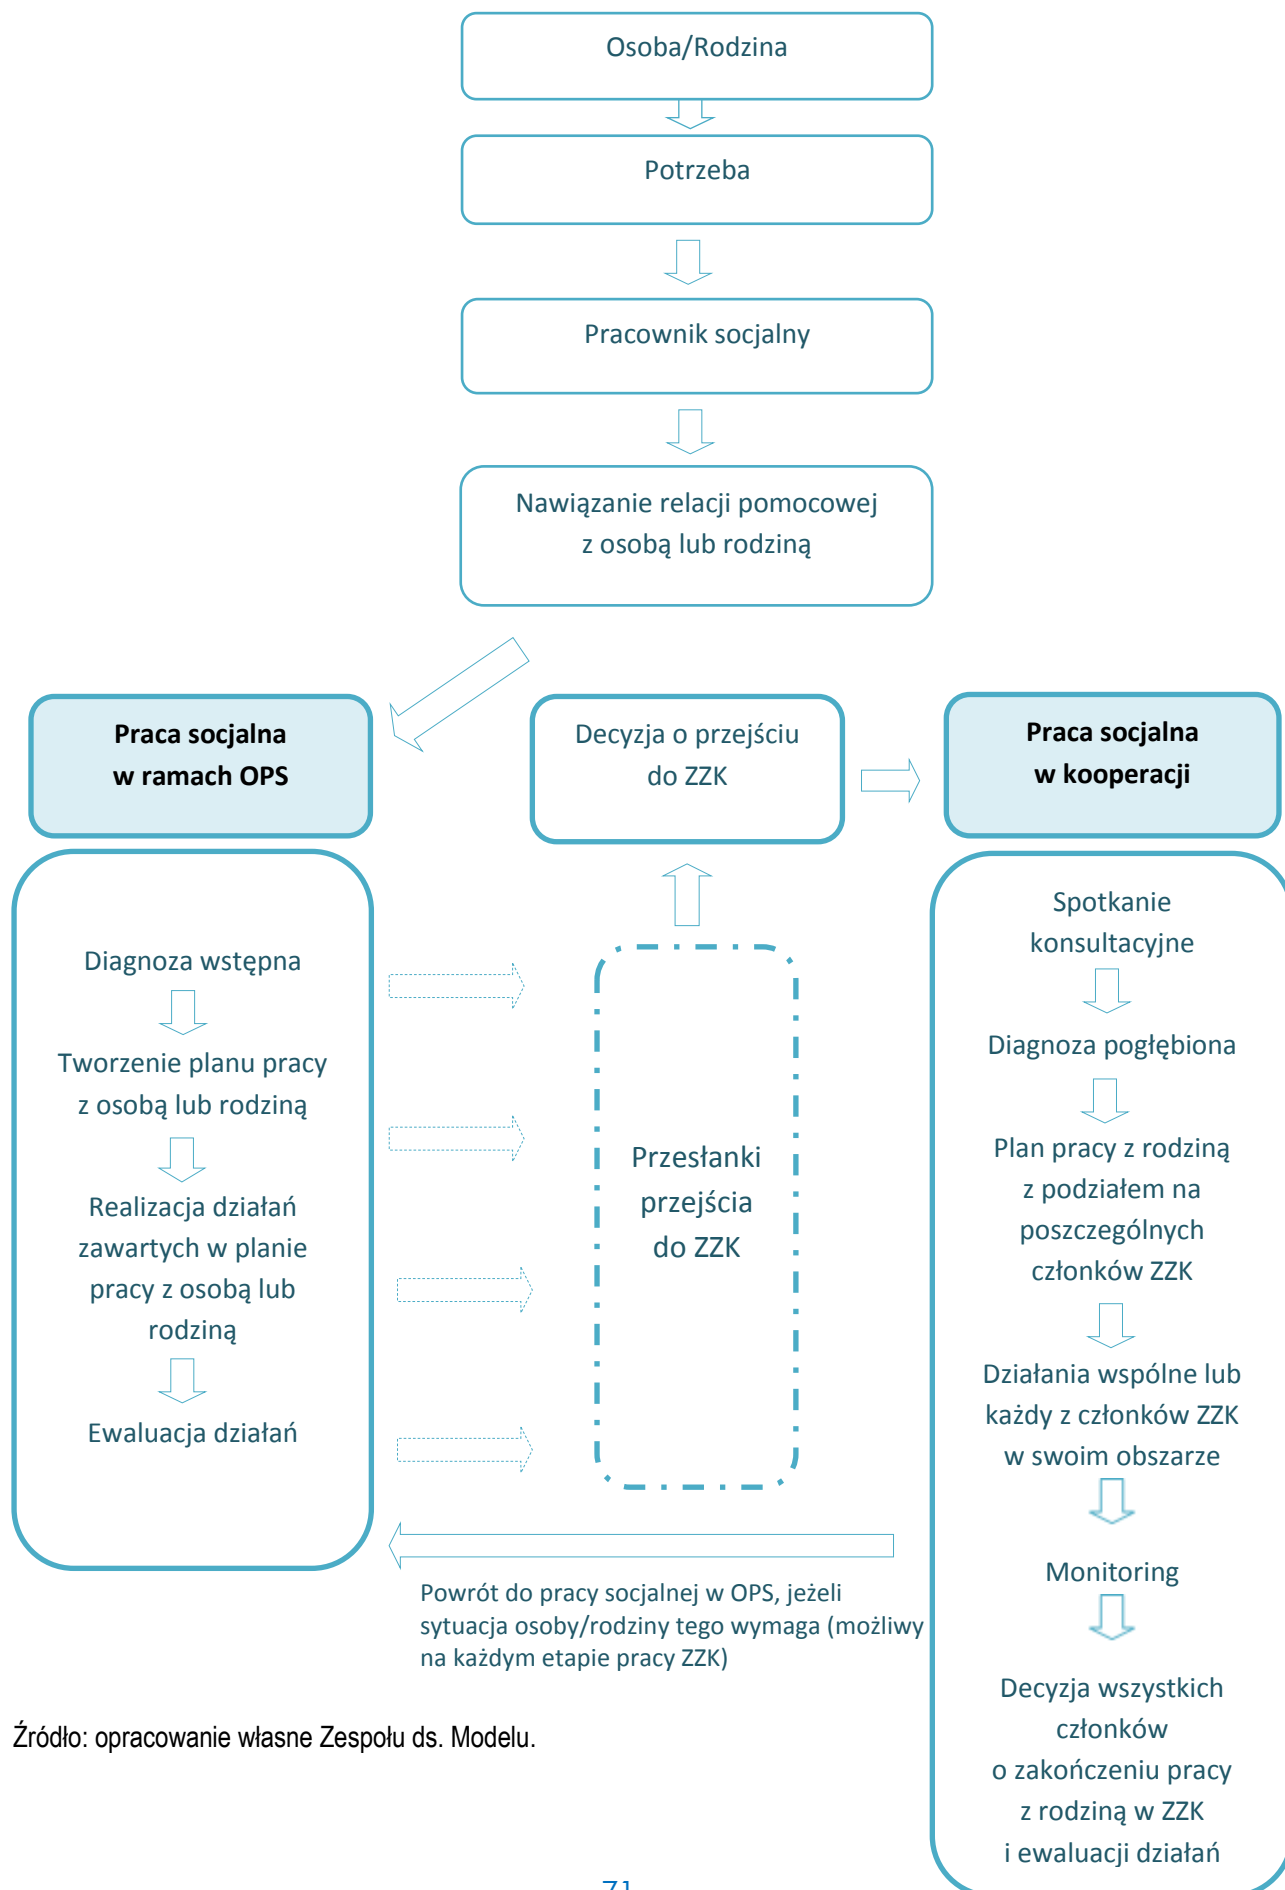 Osoba/Rodzina
Potrzeba
Pracownik socjalny
Nawiązanie relacji pomocowej
z osobą lub rodziną
Praca socjalna
w ramach OPS
Decyzja o przejściu
do ZZK
Praca socjalna
w kooperacji
Diagnoza wstępna
Tworzenie planu pracy
z osobą lub rodziną
Realizacja działań
zawartych w planie
pracy z osobą lub
rodziną
Ewaluacja działań
Przesłanki
przejścia
do ZZK
Spotkanie
konsultacyjne
Diagnoza pogłębiona
Plan pracy z rodziną
z podziałem na
poszczególnych
członków ZZK
Działania wspólne lub
każdy z członków ZZK
w swoim obszarze
Monitoring
Decyzja wszystkich
członków
o zakończeniu pracy
z rodziną w ZZK
i ewaluacji działań
Powrót do pracy socjalnej w OPS, jeżeli
sytuacja osoby/rodziny tego wymaga (możliwy
na każdym etapie pracy ZZK)
Źródło: opracowanie własne Zespołu ds. Modelu.
71